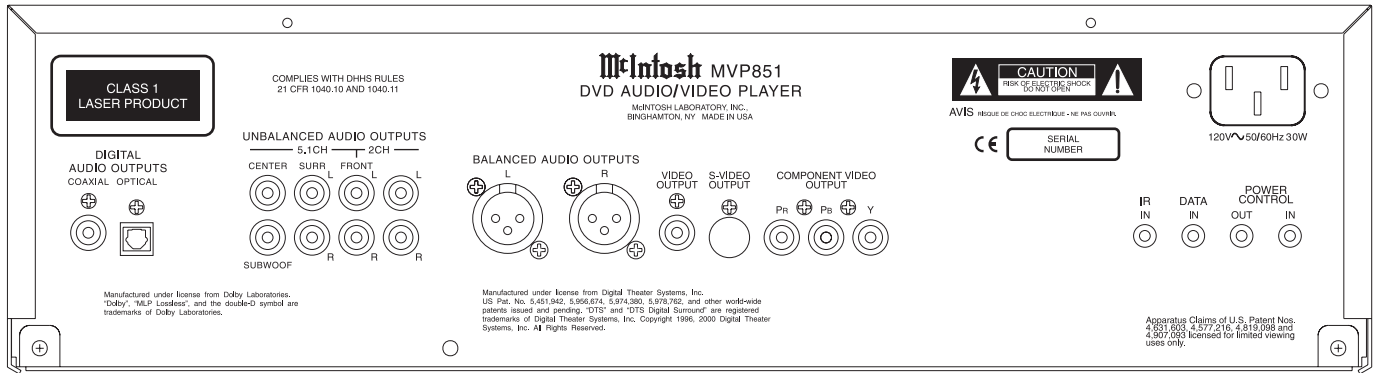 CLASS 1
LASER PRODUCT
COMPLIES WITH DHHS RULES
21 CFR 1040.10 AND 1040.11
McIntosh MVP851
DVD AUDIO/VIDEO PLAYER
McINTOSH LABORATORY, INC.,
BINGHAMTON, NY MADE IN USA
CAUTION
RISK OF ELECTRIC SHOCK
DO NOT OPEN
AVIS RISQUE DE CHOC ELECTRIQUE - NE PAS OUVRIR.
CE
SERIAL
NUMBER
120V~50/60Hz 30W
DIGITAL
AUDIO OUTPUTS
COAXIAL OPTICAL
UNBALANCED AUDIO OUTPUTS
5.1CH 2CH
CENTER SURR FRONT
L L L
SUBWOOF
R R R
BALANCED AUDIO OUTPUTS
L R
VIDEO
OUTPUT
S-VIDEO
OUTPUT
COMPONENT VIDEO
OUTPUT
PR PB Y
IR
IN
DATA
IN
POWER
CONTROL
OUT IN
Manufactured under license from Dolby Laboratories.
"Dolby", "MLP Lossless", and the double-D symbol are
trademarks of Dolby Laboratories.
Manufactured under license from Digital Theater Systems, Inc.
US Pat. No. 5,451,942, 5,956,674, 5,974,380, 5,978,762, and other world-wide
patents issued and pending. "DTS" and "DTS Digital Surround" are registered
trademarks of Digital Theater Systems, Inc. Copyright 1996, 2000 Digital Theater
Systems, Inc. All Rights Reserved.
Apparatus Claims of U.S. Patent Nos.
4,631,603, 4,577,216, 4,819,098 and
4,907,093 licensed for limited viewing
uses only.